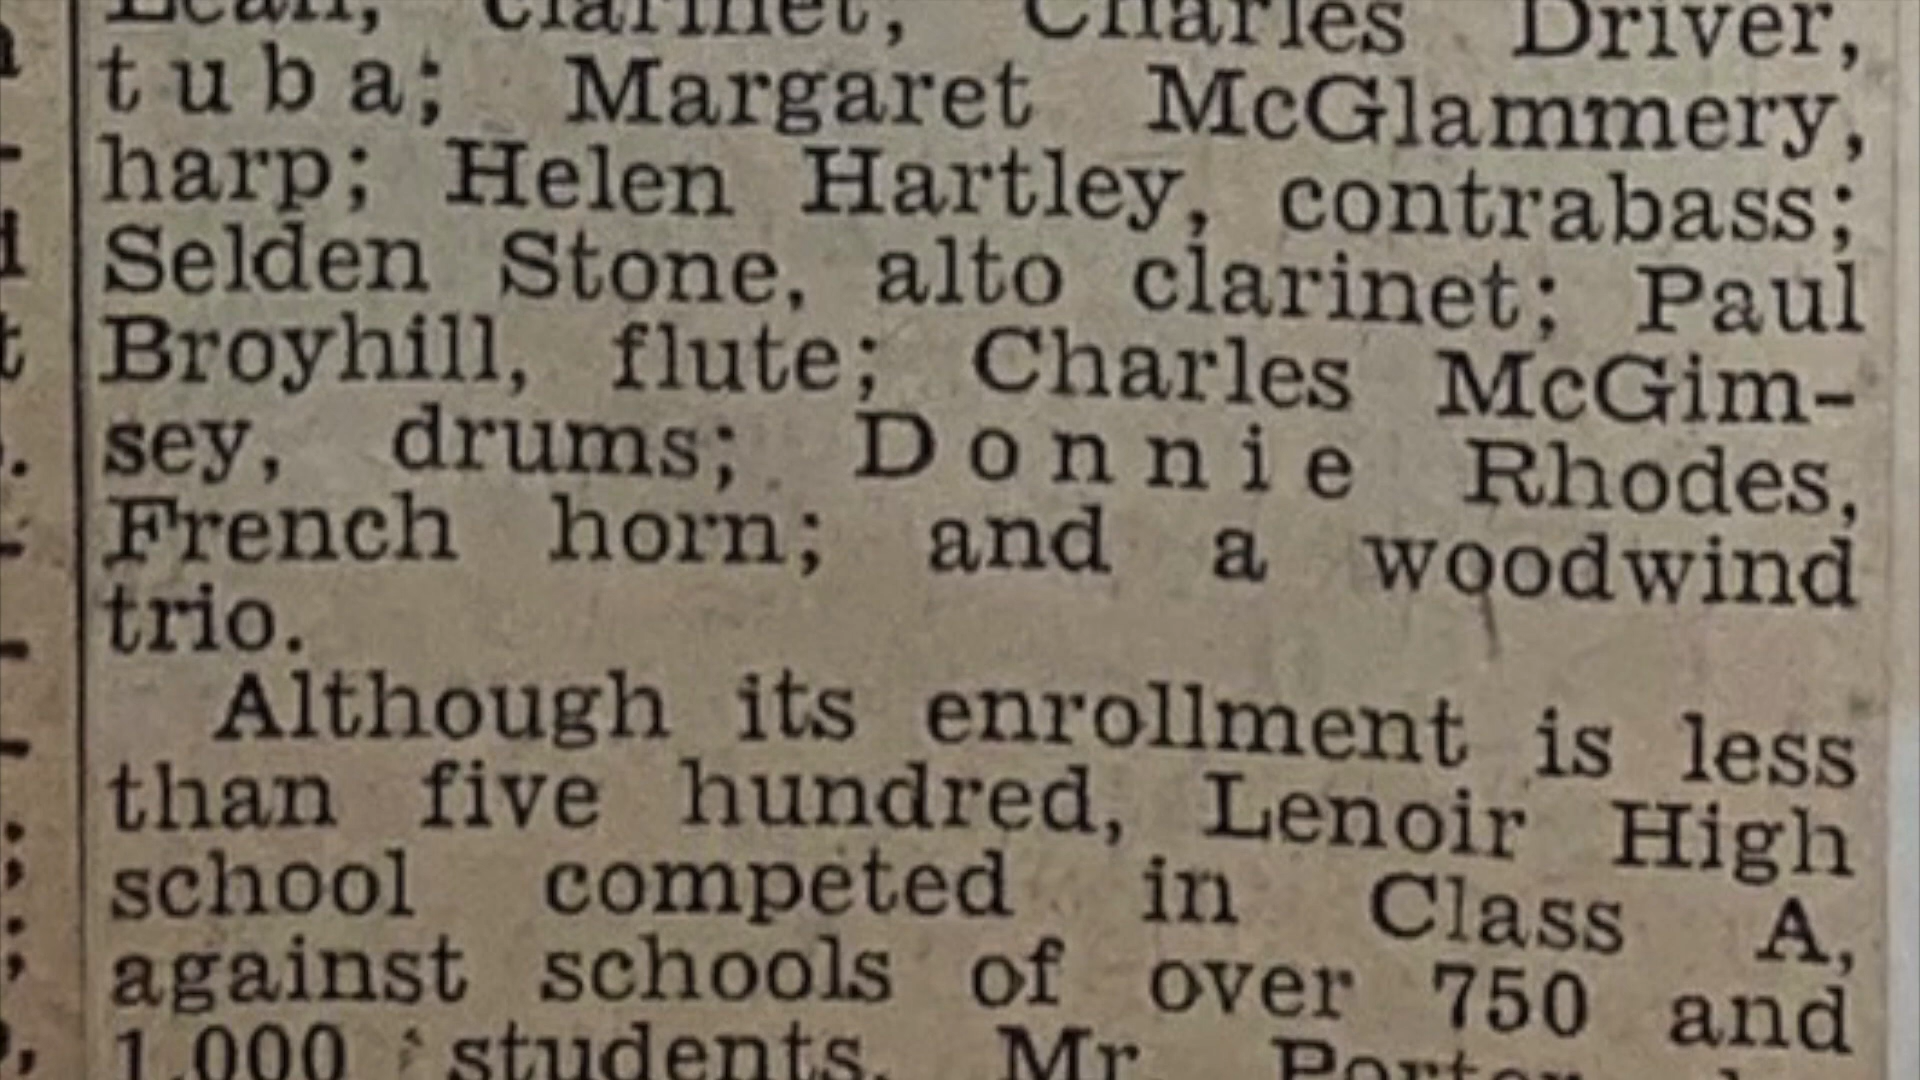 clarinet; Charles Driver,
tuba; Margaret McGlammery,
harp; Helen Hartley, contrabass;
Selden Stone, alto clarinet; Paul
Broyhill, flute; Charles McGim-
sey, drums; Donnie Rhodes,
French horn; and a woodwind
trio.
Although its enrollment is less
than five hundred, Lenoir High
school competed in Class A,
against schools of over 750 and
1,000 students. Mr. Porter